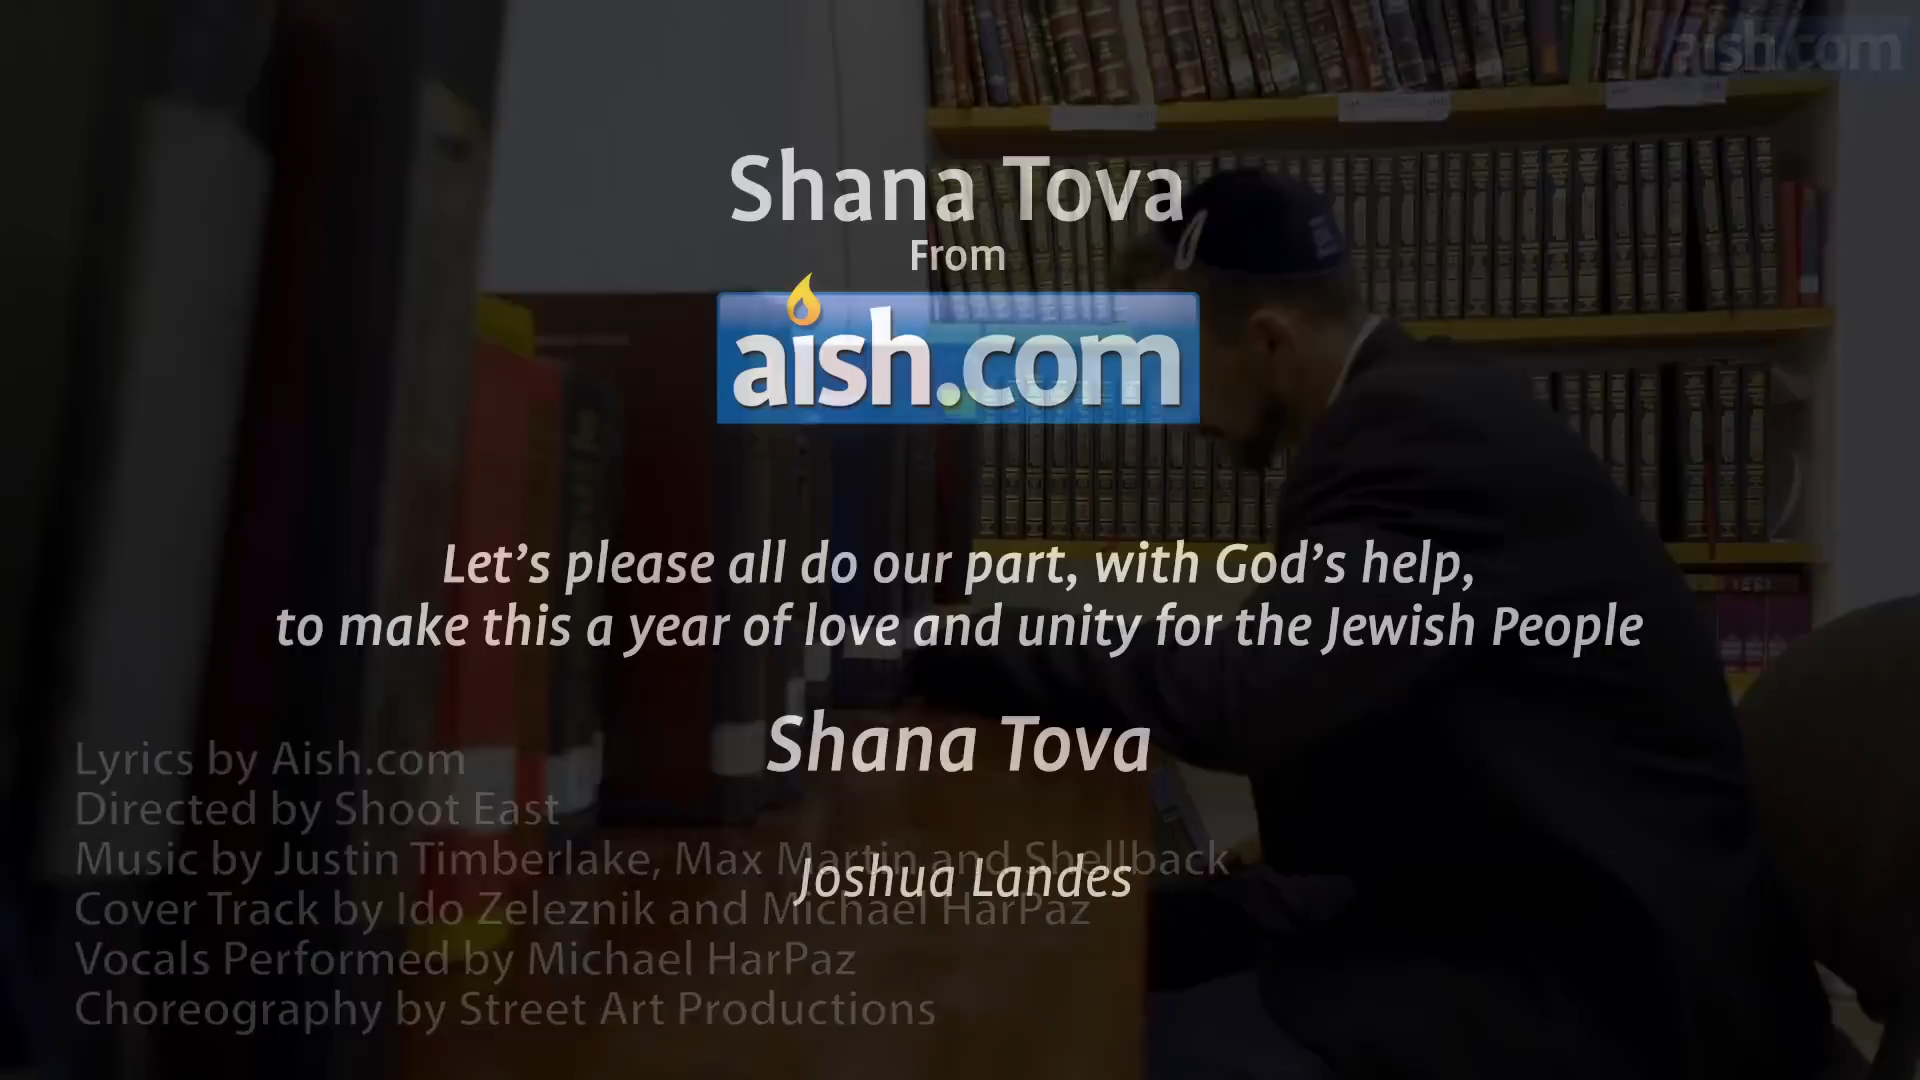 aish.com
Shana Tova
From
aish.com
Let's please all do our part, with God's help,
to make this a year of love and unity for the Jewish People
Shana Tova
Joshua Landes
Lyrics by Aish.com
Directed by Shoot East
Music by Justin Timberlake, Max Martin and Shellback
Cover Track by Ido Zeleznik and Michael HarPaz
Vocals Performed by Michael HarPaz
Choreography by Street Art Productions